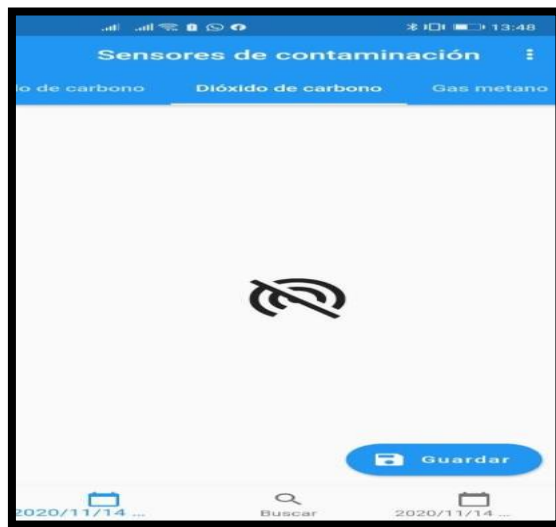 13:48
Sensores de contaminación
lo de carbono Dióxido de carbono Gas metano
Guardar
2020/11/14 ... Buscar 2020/11/14 ...